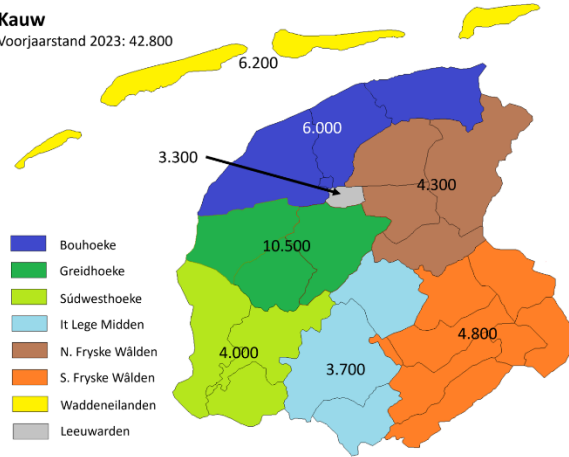 Kauw
Voorjaarstand 2023: 42.800
6.200
6.000
3.300
4.300
10.500
4.800
4.000
3.700
Bouhoeke
Greidhoeke
Súdwesthoeke
It Lege Midden
N. Fryske Wâlden
S. Fryske Wâlden
Waddeneilanden
Leeuwarden